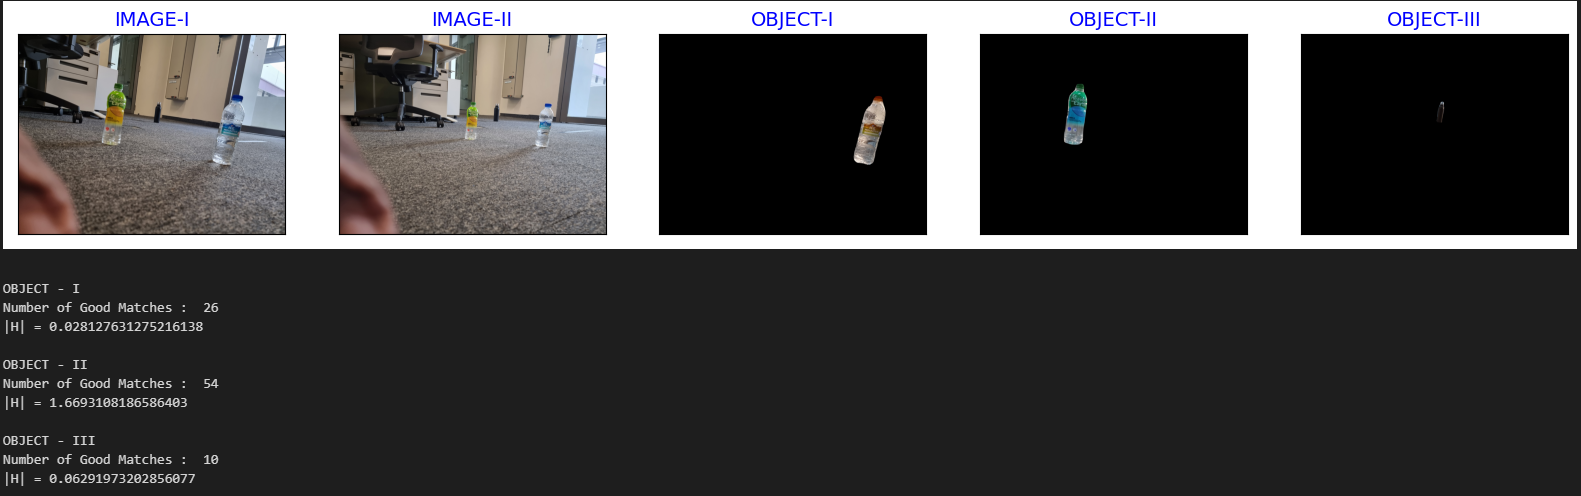 IMAGE-I IMAGE-II OBJECT-I OBJECT-II OBJECT-III
OBJECT - I
Number of Good Matches :  26
|H| = 0.028127631275216138
OBJECT - II
Number of Good Matches :  54
|H| = 1.6693108186586403
OBJECT - III
Number of Good Matches :  10
|H| = 0.06291973202856077